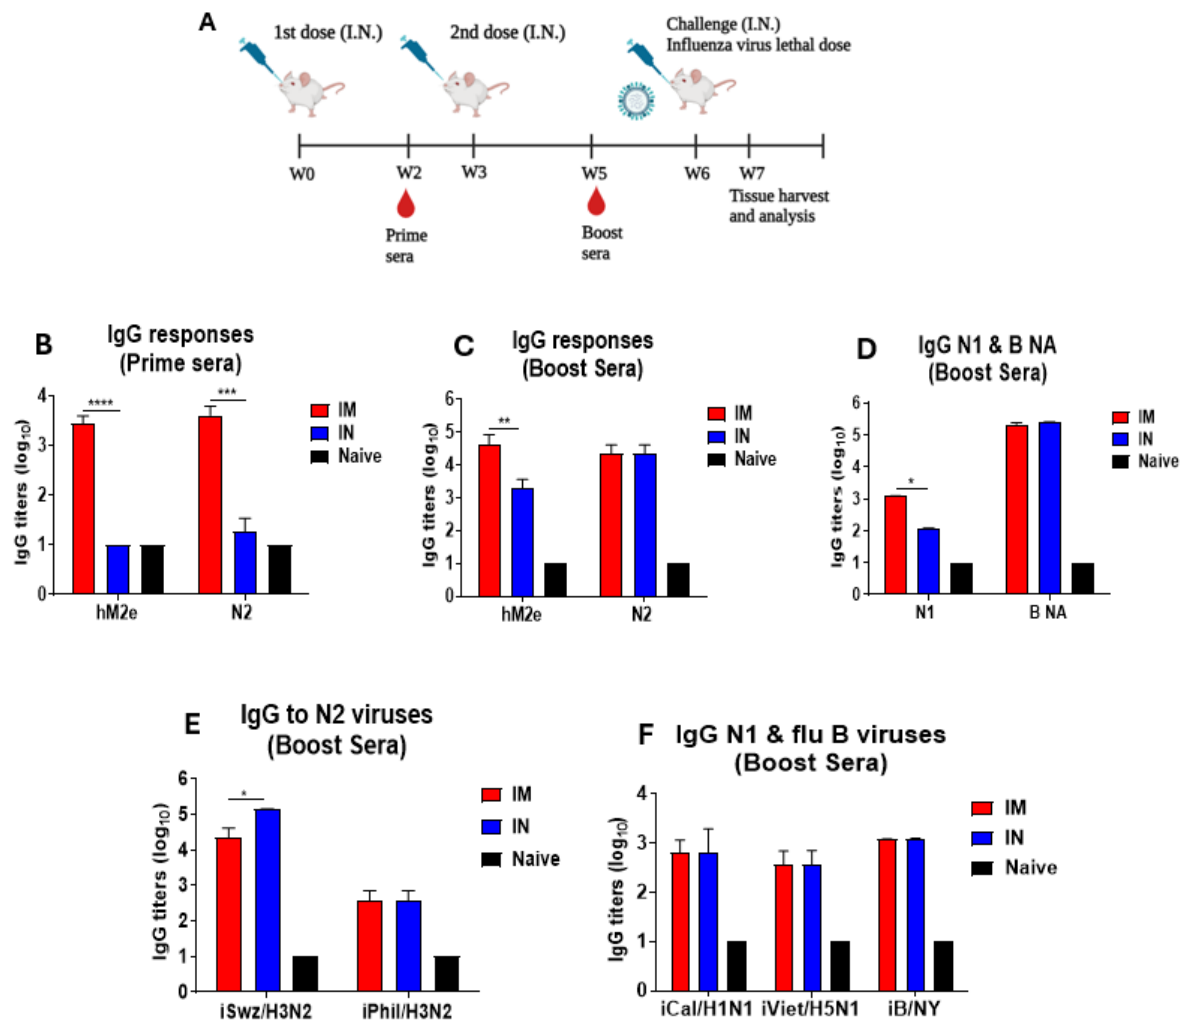 A
1st dose (I.N.)
2nd dose (I.N.)
Challenge (I.N.)
Influenza virus lethal dose
W0
W2
W3
W5
W6
W7
Prime
sera
Boost
sera
Tissue harvest
and analysis
B
IgG responses
(Prime sera)
IgG titers (log10)
4
3
2
1
0
****
***
hM2e
N2
IM
IN
Naive
C
IgG responses
(Boost Sera)
IgG titers (log10)
6
5
4
3
2
1
0
**
hM2e
N2
IM
IN
Naive
D
IgG N1 & B NA
(Boost Sera)
IgG titers (log10)
6
5
4
3
2
1
0
*
N1
B NA
IM
IN
Naive
E
IgG to N2 viruses
(Boost Sera)
IgG titers (log10)
6
5
4
3
2
1
0
*
iSwz/H3N2
iPhil/H3N2
IM
IN
Naive
F
IgG N1 & flu B viruses
(Boost Sera)
IgG titers (log10)
4
3
2
1
0
iCal/H1N1
iViet/H5N1
iB/NY
IM
IN
Naive